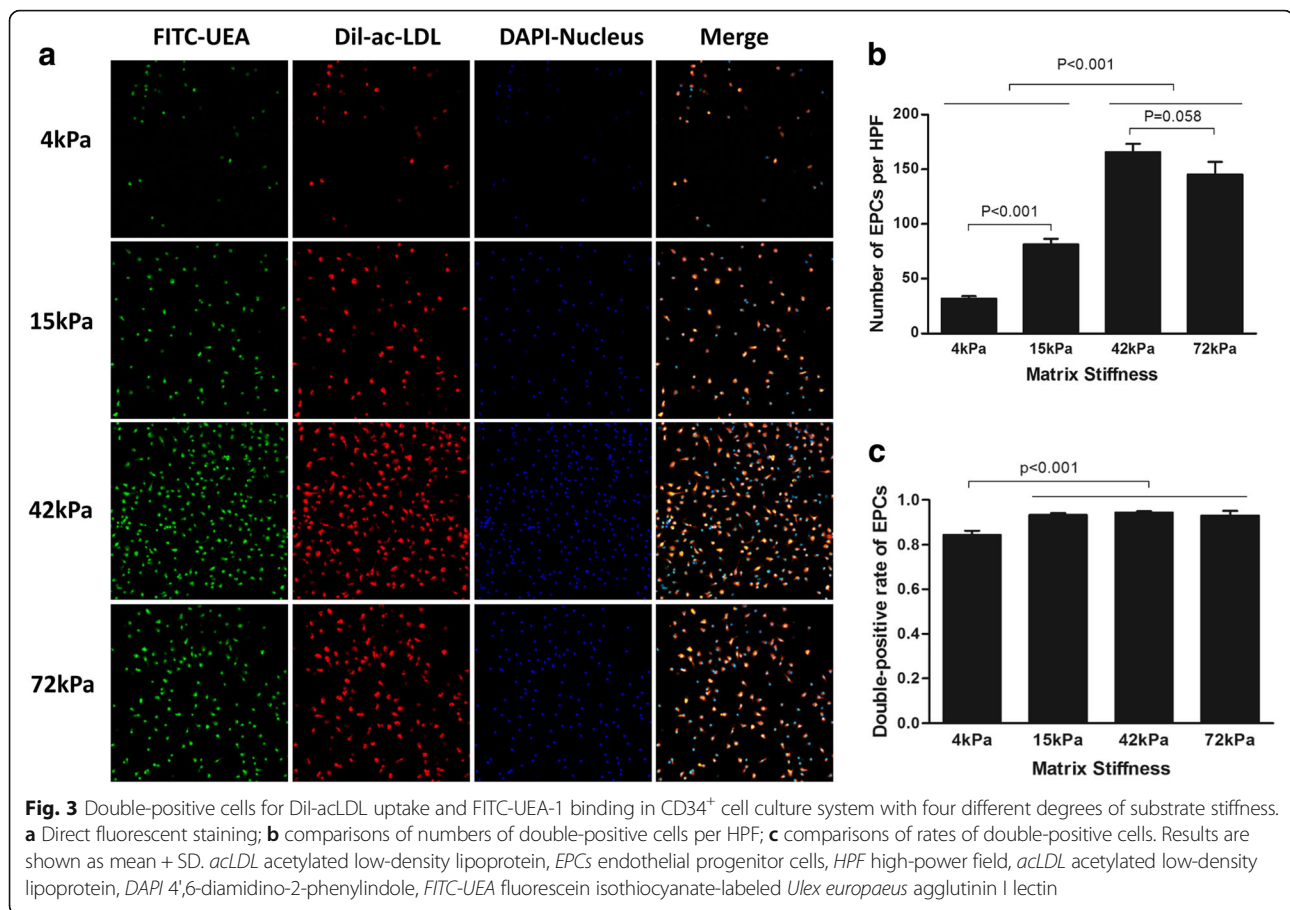 a
FITC-UEA Dil-ac-LDL DAPI-Nucleus Merge
4kPa
15kPa
42kPa
72kPa
b
P<0.001
P=0.058
P<0.001
Number of EPCs per HPF
200
150
100
50
0
4kPa 15kPa 42kPa 72kPa
Matrix Stiffness
c
p<0.001
Double-positive rate of EPCs
1.0
0.8
0.6
0.4
0.2
0.0
4kPa 15kPa 42kPa 72kPa
Matrix Stiffness
Fig. 3 Double-positive cells for Dil-acLDL uptake and FITC-UEA-1 binding in CD34+ cell culture system with four different degrees of substrate stiffness.
a Direct fluorescent staining; b comparisons of numbers of double-positive cells per HPF; c comparisons of rates of double-positive cells. Results are
shown as mean + SD. acLDL acetylated low-density lipoprotein, EPCs endothelial progenitor cells, HPF high-power field, acLDL acetylated low-density
lipoprotein, DAPI 4',6-diamidino-2-phenylindole, FITC-UEA fluorescein isothiocyanate-labeled Ulex europaeus agglutinin I lectin